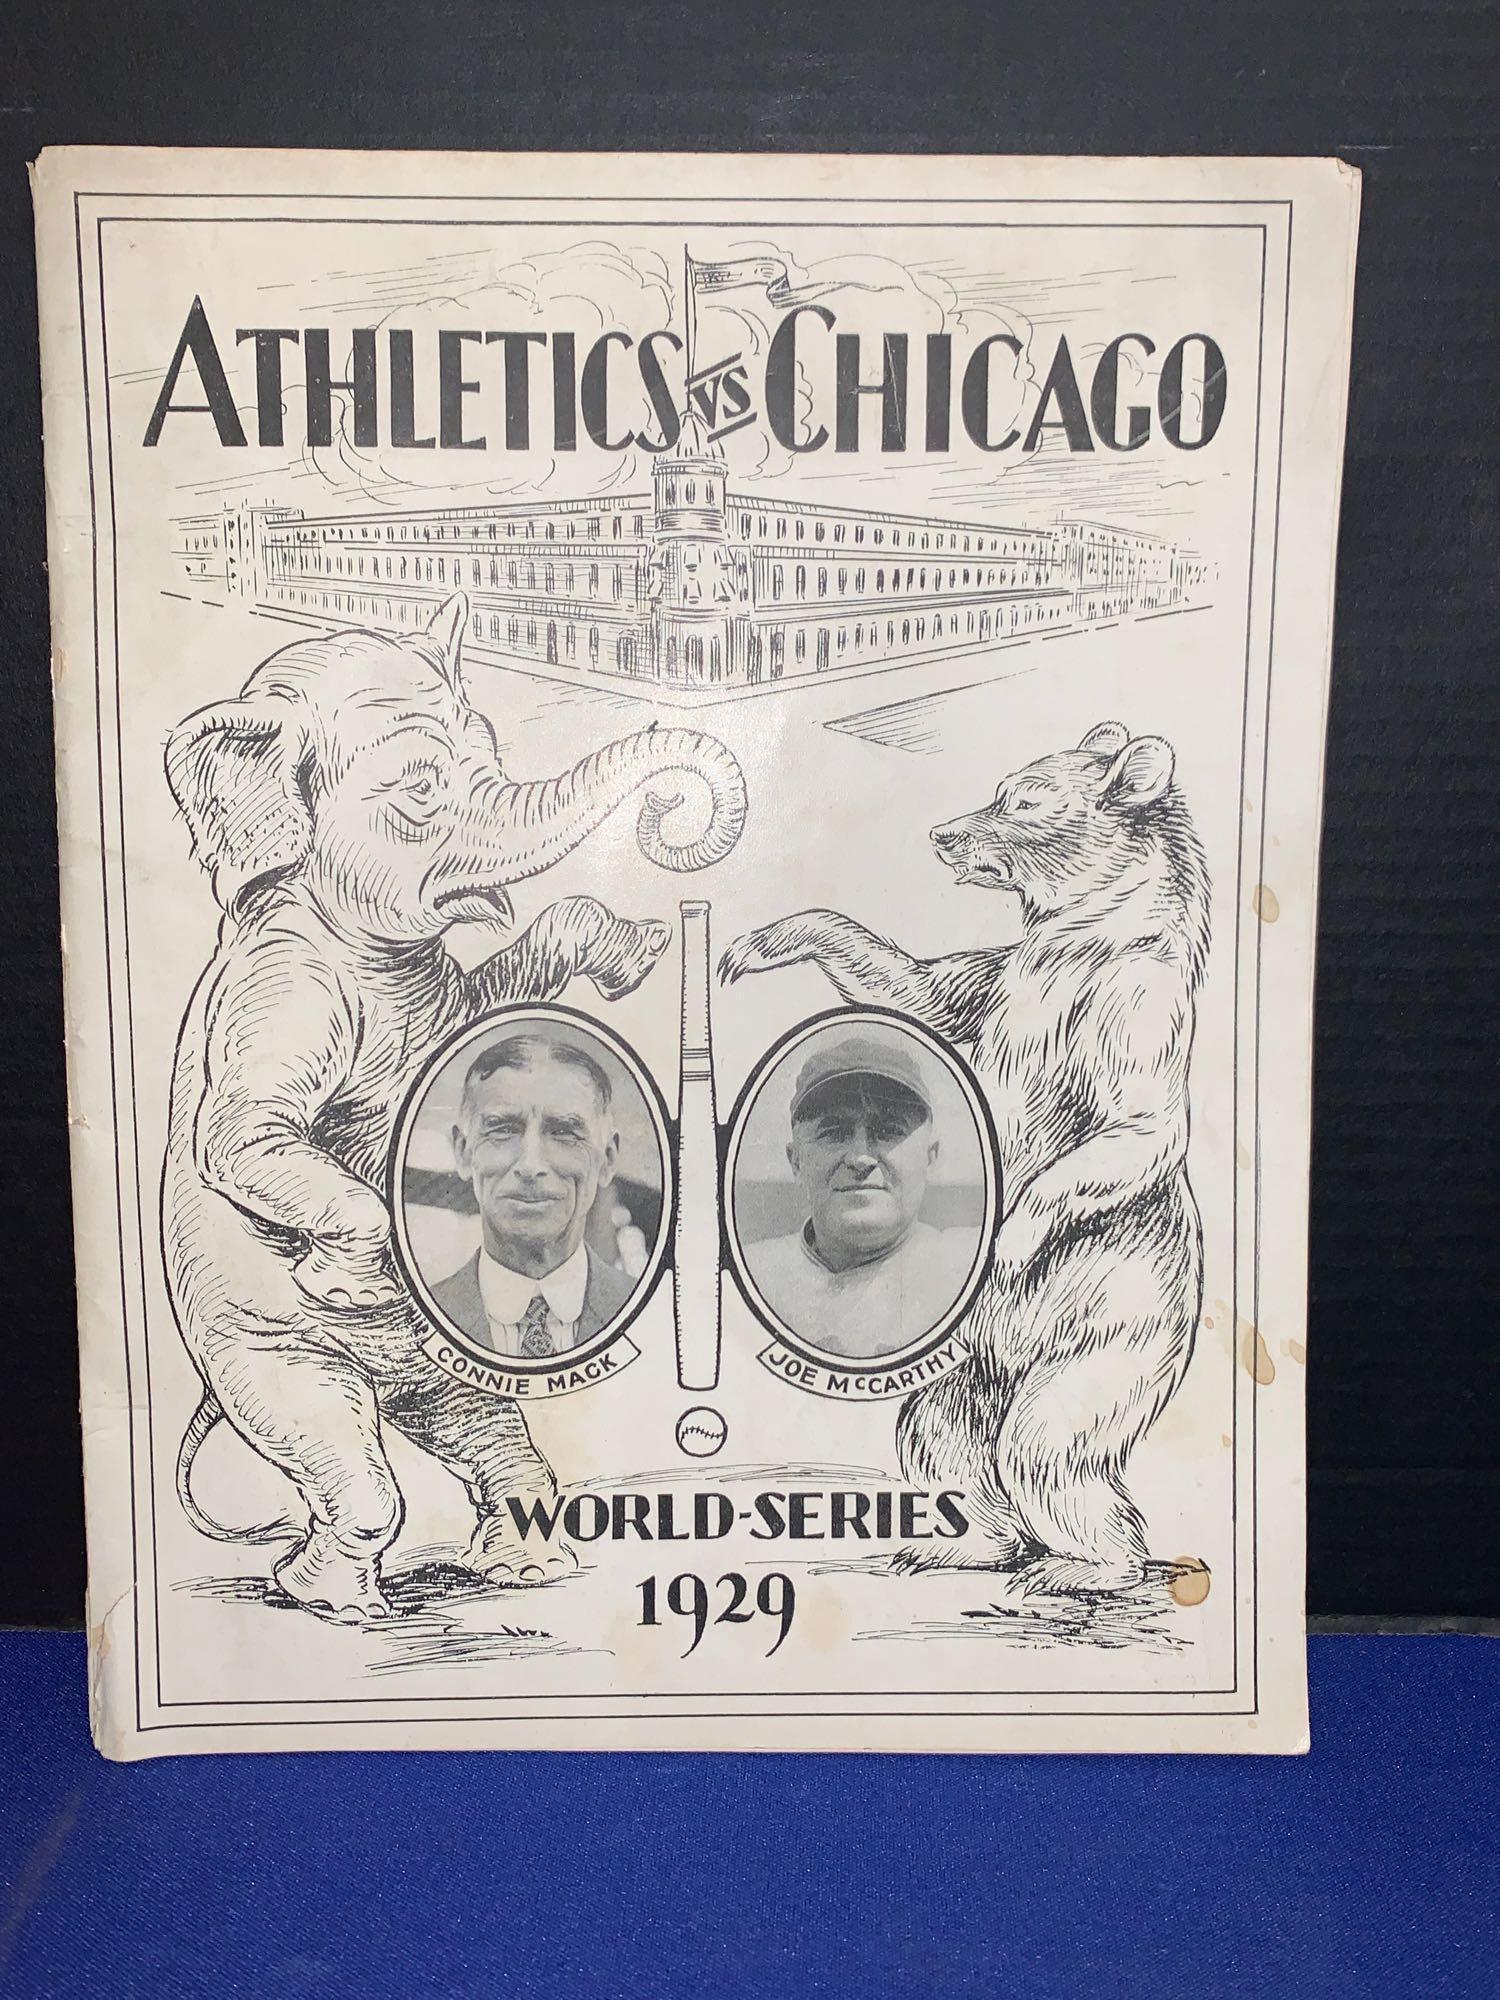 ATHLETICS VS CHICAGO
CONNIE MACK
JOE McCARTHY
WORLD-SERIES
1929